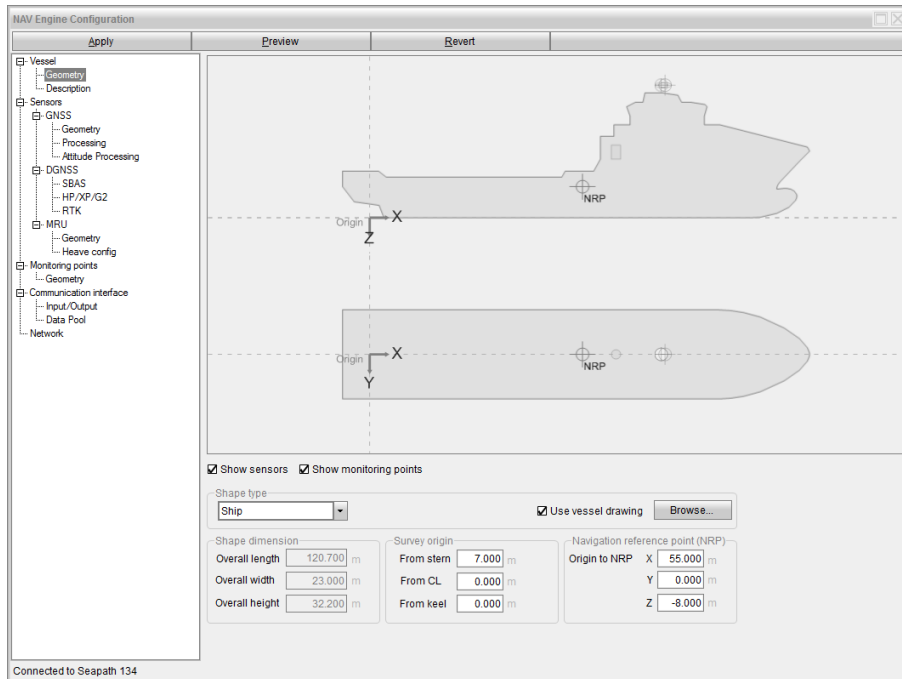 NAV Engine Configuration
Apply Preview Revert
Vessel
Geometry
Description
Sensors
GNSS
Geometry
Processing
Attitude Processing
DGNSS
SBAS
HP/XP/G2
RTK
MRU
Geometry
Heave config
Monitoring points
Geometry
Communication interface
Input/Output
Data Pool
Network
NRP
Origin X
Z
Origin X
NRP
Y
Show sensors Show monitoring points
Shape type
Ship Use vessel drawing Browse...
Shape dimension
Overall length 120.700 m
Overall width 23.000 m
Overall height 32.200 m
Survey origin
From stern 7.000 m
From CL 0.000 m
From keel 0.000 m
Navigation reference point (NRP)
Origin to NRP X 55.000 m
Y 0.000 m
Z -8.000 m
Connected to Seapath 134